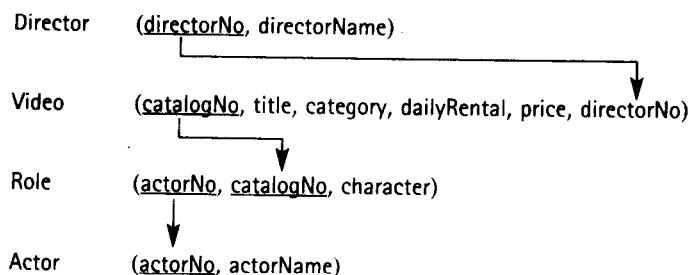 Director (directorNo, directorName)
Video (catalogNo, title, category, dailyRental, price, directorNo)
Role (actorNo, catalogNo, character)
Actor (actorNo, actorName)